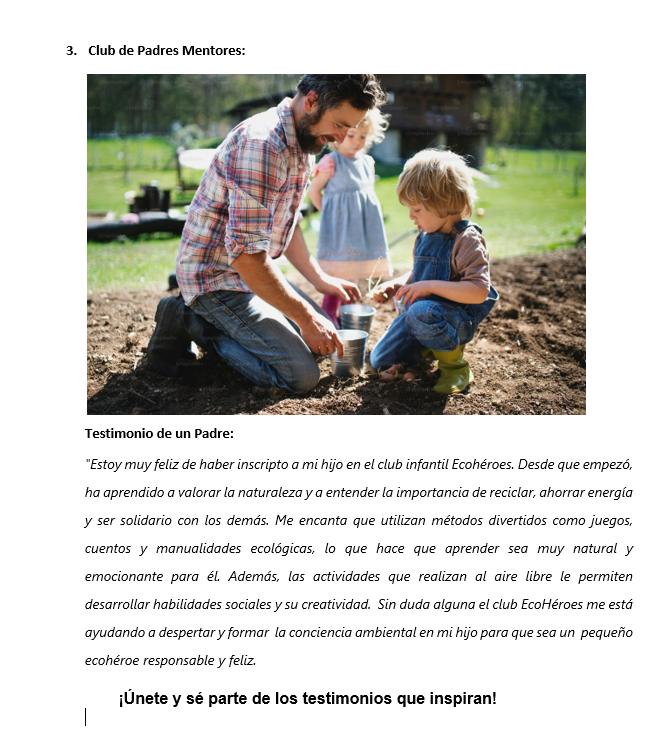 3. Club de Padres Mentores:
Testimonio de un Padre:
"Estoy muy feliz de haber inscripto a mi hijo en el club infantil Ecohéroes. Desde que empezó,
ha aprendido a valorar la naturaleza y a entender la importancia de reciclar, ahorrar energía
y ser solidario con los demás. Me encanta que utilizan métodos divertidos como juegos,
cuentos y manualidades ecológicas, lo que hace que aprender sea muy natural y
emocionante para él. Además, las actividades que realizan al aire libre le permiten
desarrollar habilidades sociales y su creatividad. Sin duda alguna el club EcoHéroes me está
ayudando a despertar y formar la conciencia ambiental en mi hijo para que sea un pequeño
ecohéroe responsable y feliz.
¡Únete y sé parte de los testimonios que inspiran!